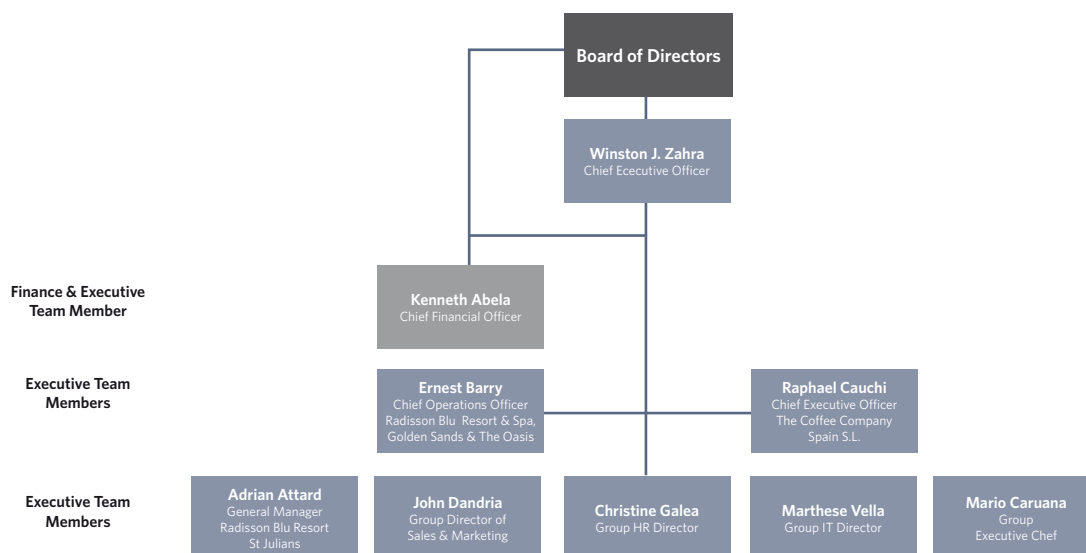 Board of Directors
Winston J. Zahra
Chief Ececutive Officer
Finance & Executive
Team Member
Kenneth Abela
Chief Financial Officer
Executive Team
Members
Ernest Barry
Chief Operations Officer
Radisson Blu Resort & Spa,
Golden Sands & The Oasis
Raphael Cauchi
Chief Executive Officer
The Coffee Company
Spain S.L.
Executive Team
Members
Adrian Attard
General Manager
Radisson Blu Resort
St Julians
John Dandria
Group Director of
Sales & Marketing
Christine Galea
Group HR Director
Marthese Vella
Group IT Director
Mario Caruana
Group
Executive Chef